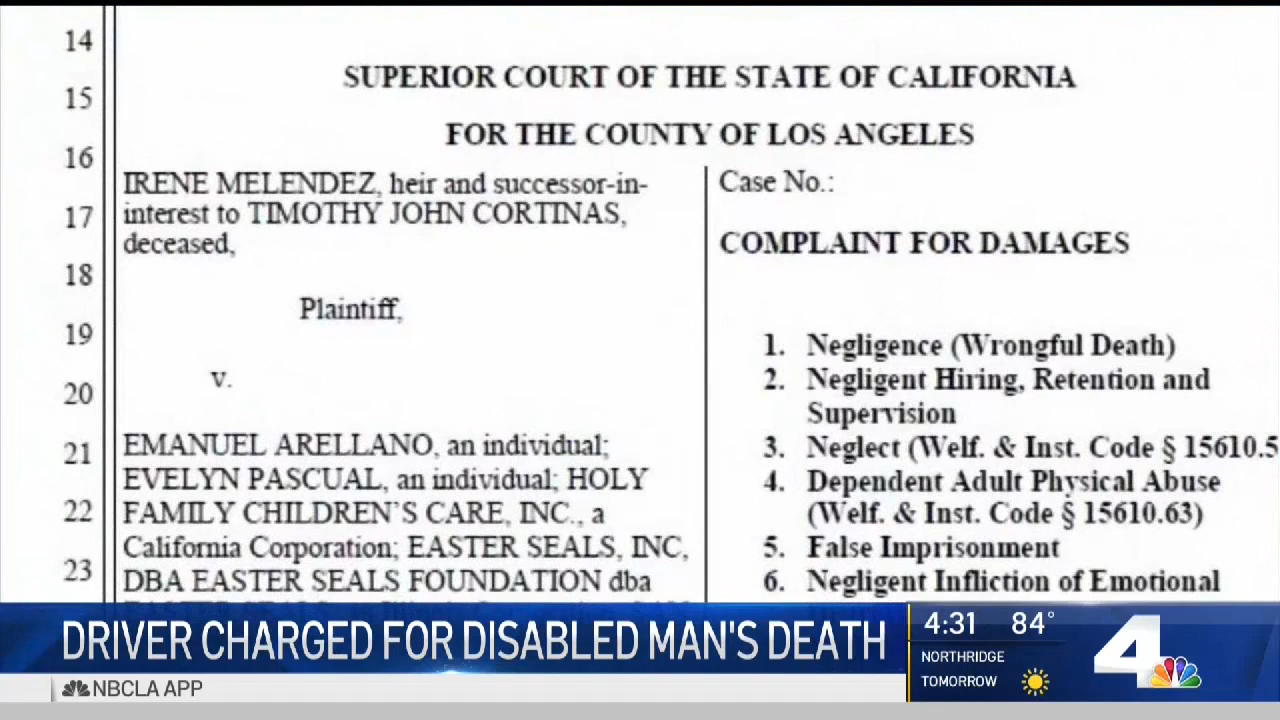 14
SUPERIOR COURT OF THE STATE OF CALIFORNIA
15
FOR THE COUNTY OF LOS ANGELES
16
IRENE MELENDEZ, heir and successor-in-
interest to TIMOTHY JOHN CORTINAS,
17
deceased,
18
Plaintiff,
19
v.
20
EMANUEL ARELLANO, an individual;
21
EVELYN PASCUAL, an individual; HOLY
22
FAMILY CHILDREN'S CARE, INC., a
California Corporation; EASTER SEALS, INC,
23
DBA EASTER SEALS FOUNDATION dba
Case No.:
COMPLAINT FOR DAMAGES
1. Negligence (Wrongful Death)
2. Negligent Hiring, Retention and
Supervision
3. Neglect (Welf. & Inst. Code § 15610.5
4. Dependent Adult Physical Abuse
(Welf. & Inst. Code § 15610.63)
5. False Imprisonment
6. Negligent Infliction of Emotional
DRIVER CHARGED FOR DISABLED MAN'S DEATH
NBCLA APP
4:31 84°
NORTHRIDGE
TOMORROW
4